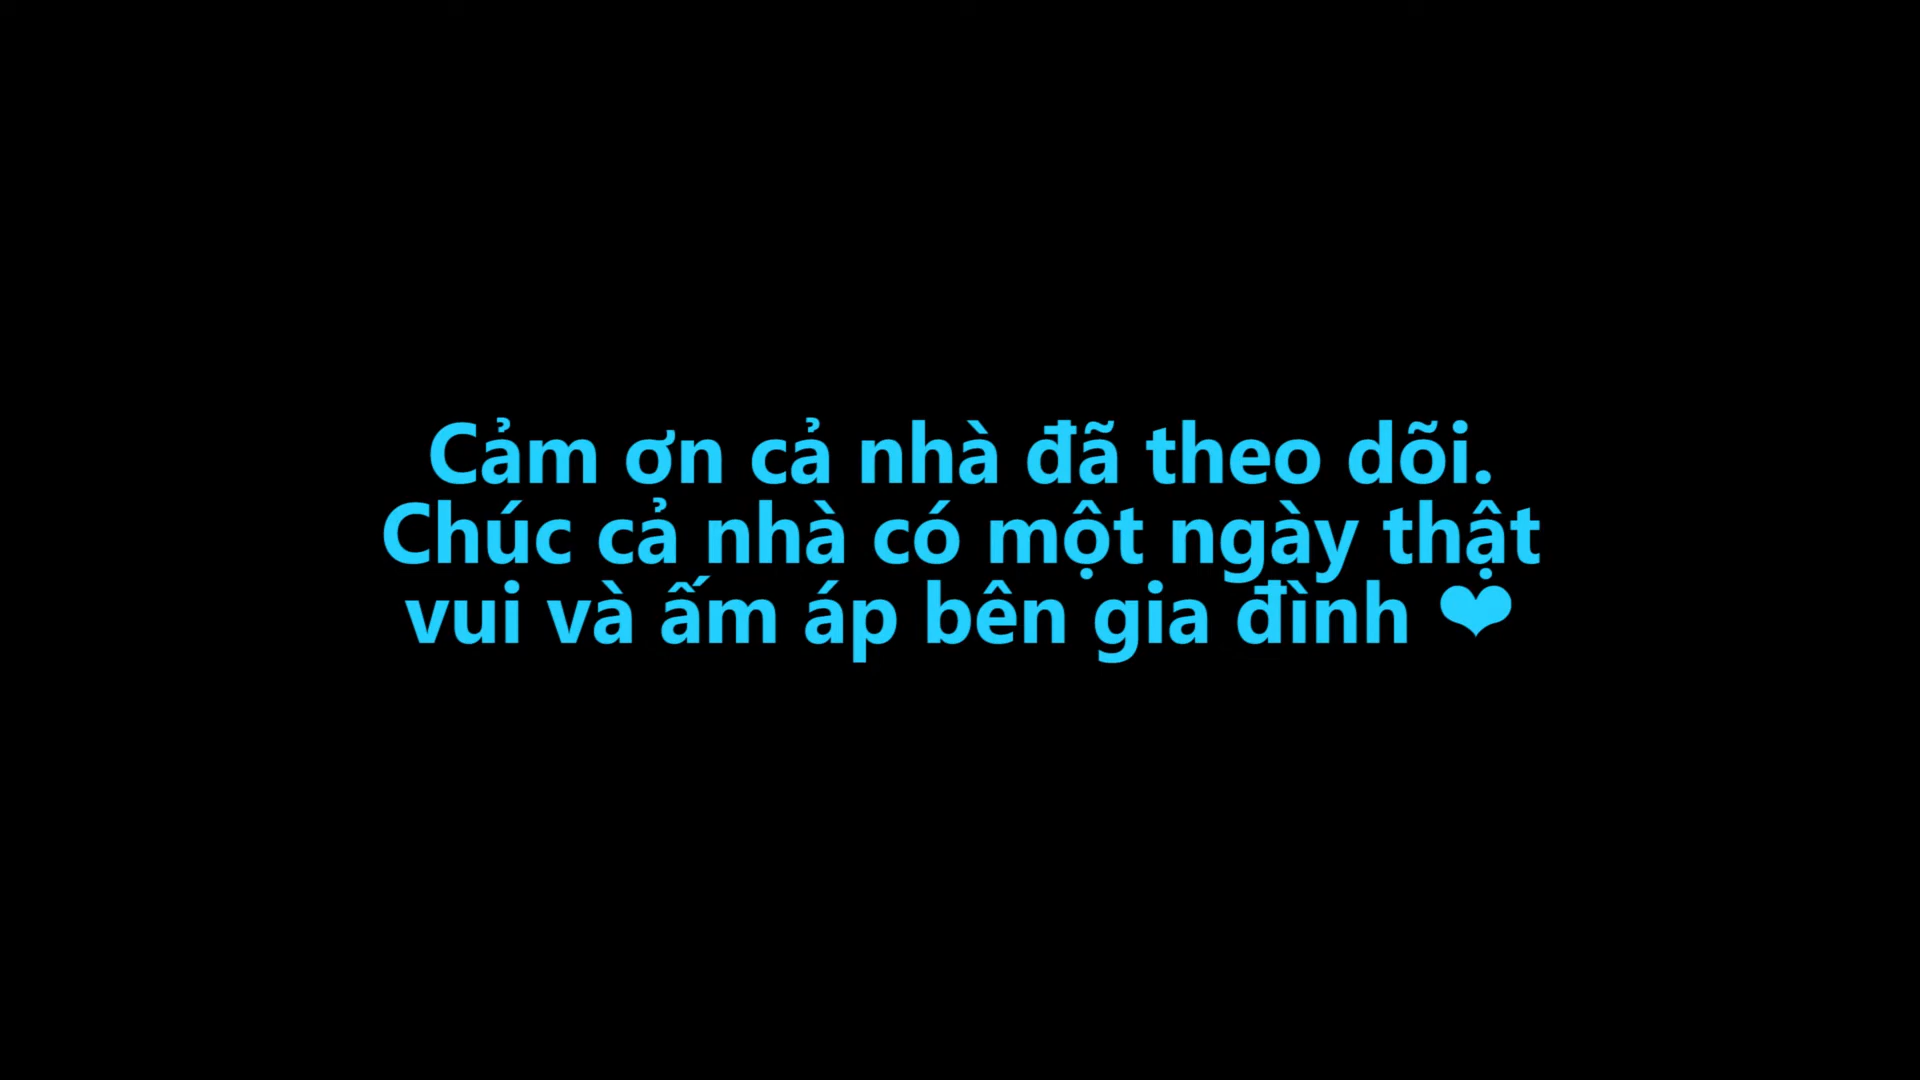 Cảm ơn cả nhà đã theo dõi.
Chúc cả nhà có một ngày thật
vui và ấm áp bên gia đình ❤